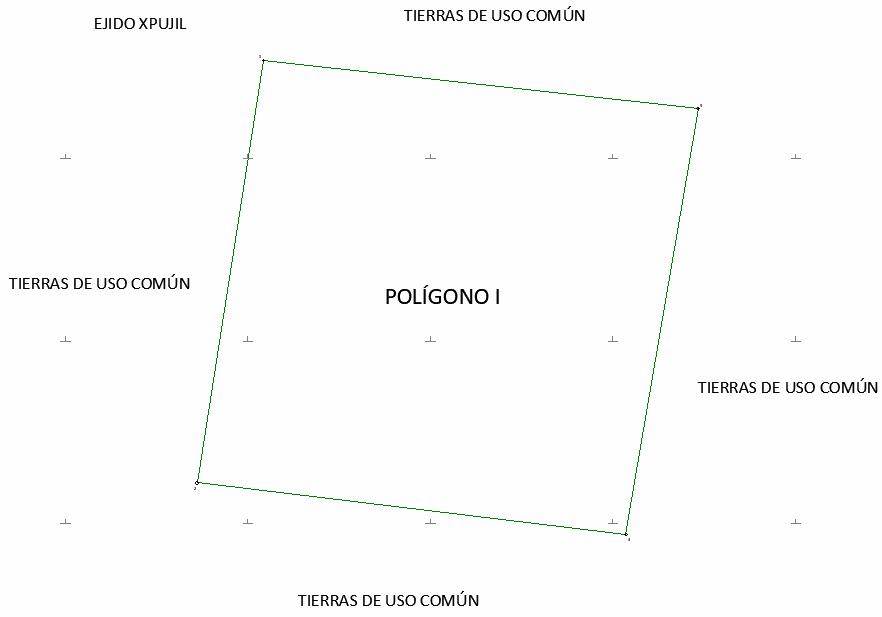 TIERRAS DE USO COMÚN
EJIDO XPUJIL
TIERRAS DE USO COMÚN
POLÍGONO I
TIERRAS DE USO COMÚN
TIERRAS DE USO COMÚN